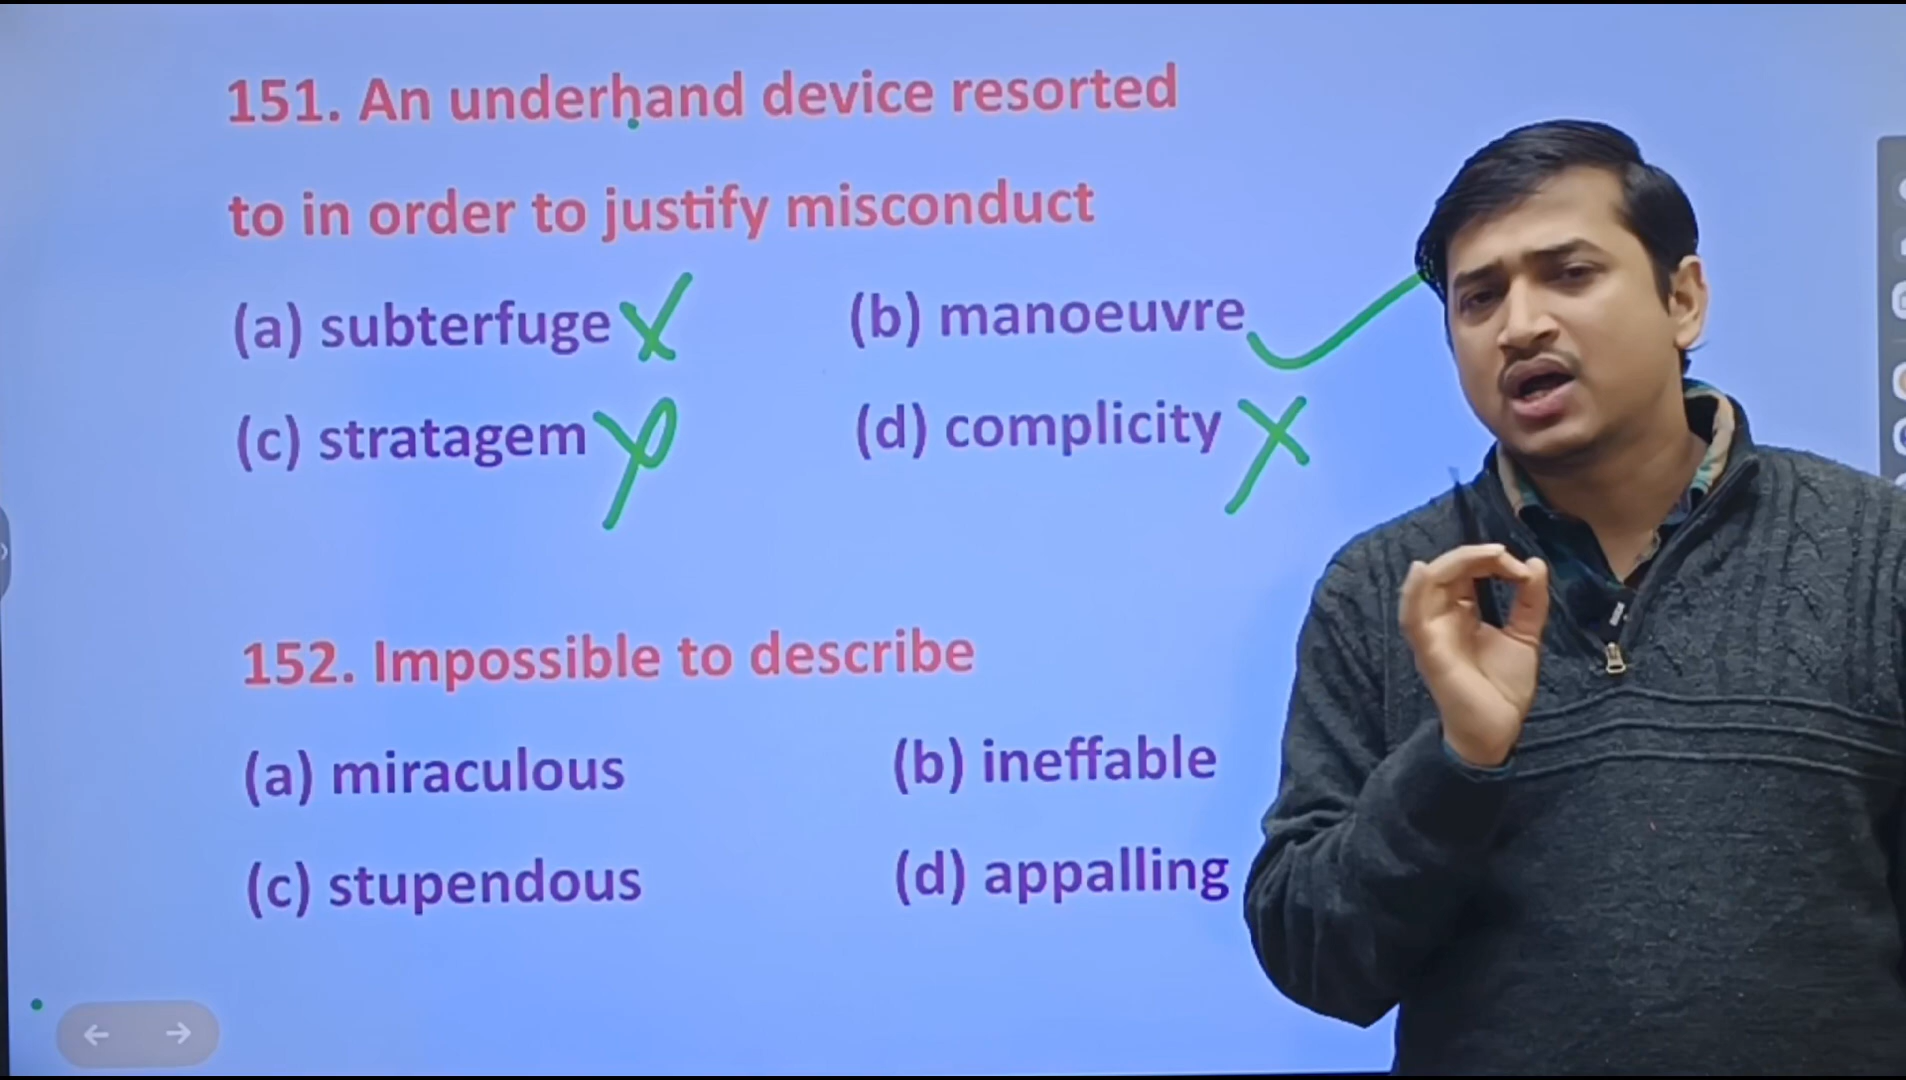 151. An underhand device resorted
to in order to justify misconduct
(a) subterfuge (b) manoeuvre
(c) stratagem (d) complicity
152. Impossible to describe
(a) miraculous (b) ineffable
(c) stupendous (d) appalling